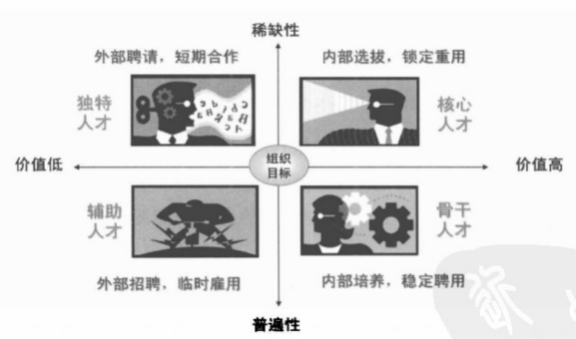 稀缺性
外部聘请，短期合作
内部选拔，锁定重用
独特
人才
核心
人才
价值低
组织
目标
价值高
辅助
人才
骨干
人才
外部招聘，临时雇用
内部培养，稳定聘用
普遍性